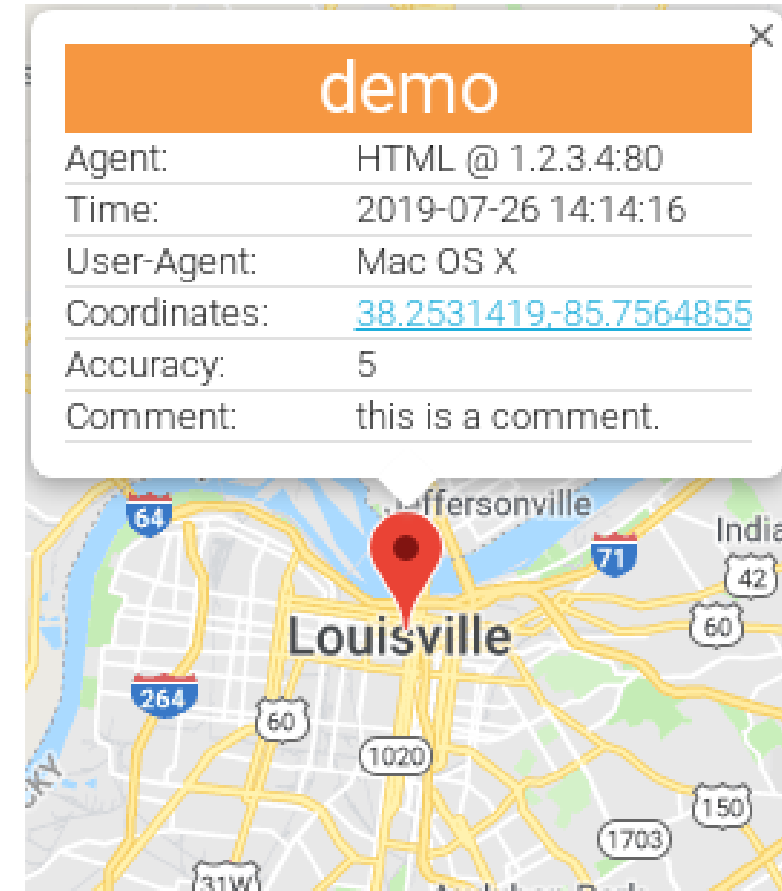 demo
Agent: HTML @ 1.2.3.4:80
Time: 2019-07-26 14:14:16
User-Agent: Mac OS X
Coordinates: 38.2531419,-85.7564855
Accuracy: 5
Comment: this is a comment.
64
71
42
60
Louisville
264
60
1020
150
1703
31W